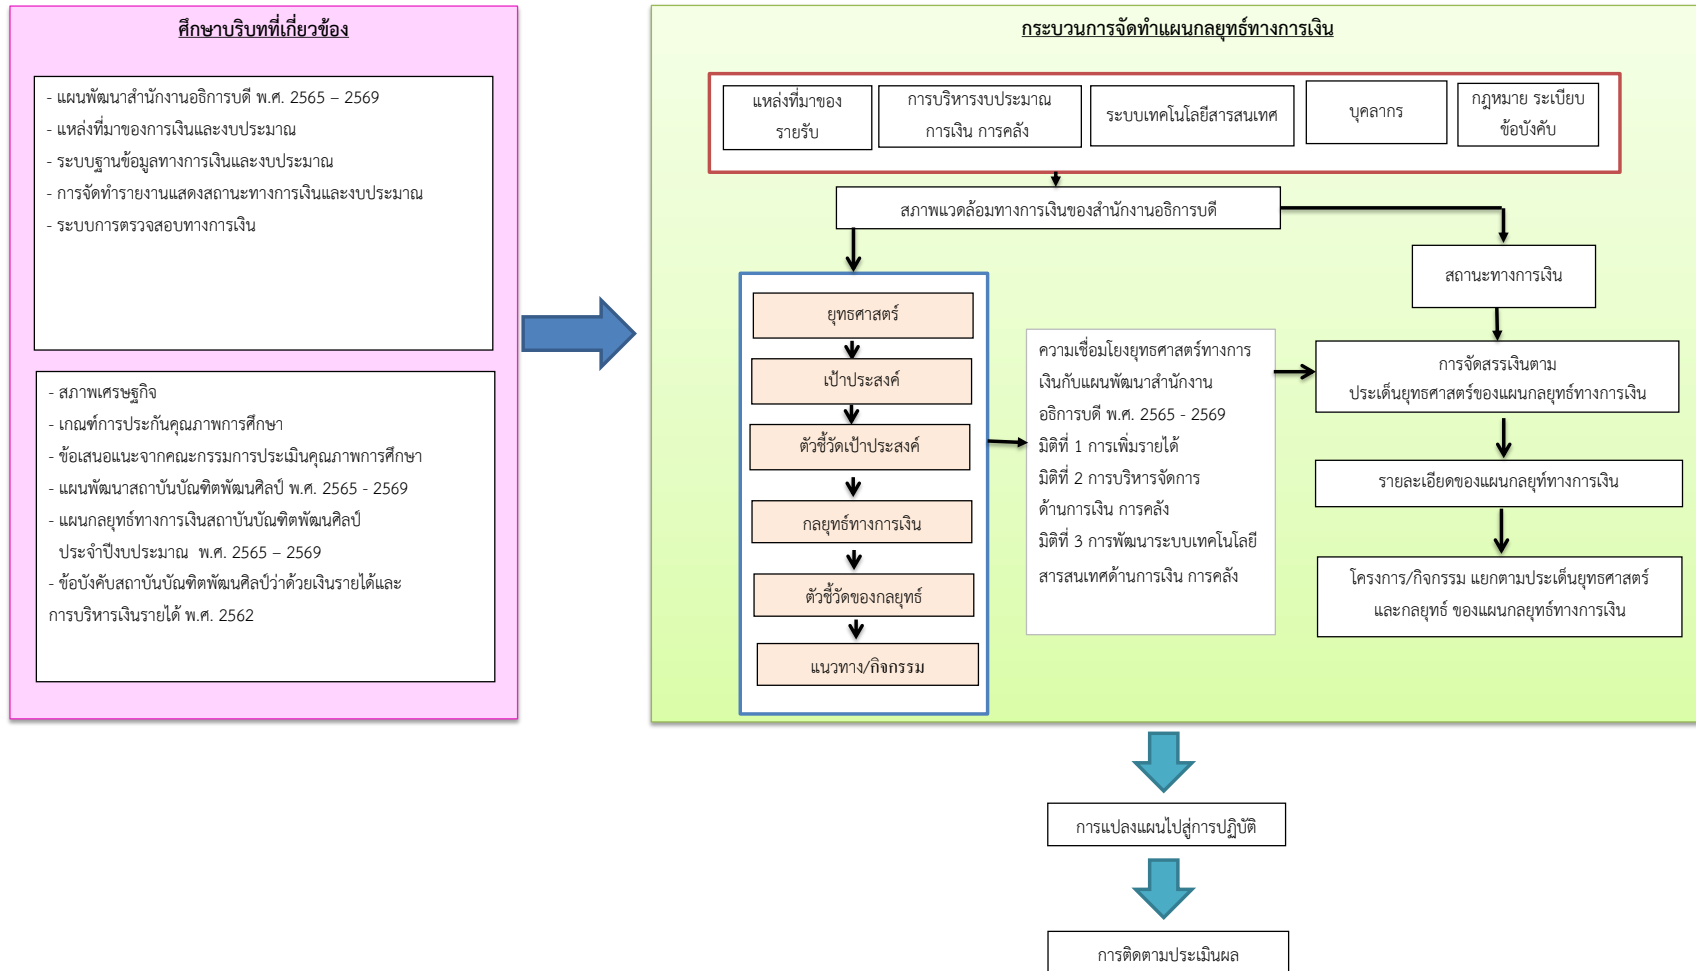 ศึกษาบริบทที่เกี่ยวข้อง
- แผนพัฒนาสำนักงานอธิการบดี พ.ศ. 2565 – 2569
- แหล่งที่มาของการเงินและงบประมาณ
- ระบบฐานข้อมูลทางการเงินและงบประมาณ
- การจัดทำรายงานแสดงสถานะทางการเงินและงบประมาณ
- ระบบการตรวจสอบทางการเงิน
- สภาพเศรษฐกิจ
- เกณฑ์การประกันคุณภาพการศึกษา
- ข้อเสนอแนะจากคณะกรรมการประเมินคุณภาพการศึกษา
- แผนพัฒนาสถาบันบัณฑิตพัฒนศิลป์ พ.ศ. 2565 - 2569
- แผนกลยุทธ์ทางการเงินสถาบันบัณฑิตพัฒนศิลป์
ประจำปีงบประมาณ พ.ศ. 2565 – 2569
- ข้อบังคับสถาบันบัณฑิตพัฒนศิลป์ว่าด้วยเงินรายได้และ
การบริหารเงินรายได้ พ.ศ. 2562
กระบวนการจัดทำแผนกลยุทธ์ทางการเงิน
แหล่งที่มาของ
รายรับ
การบริหารงบประมาณ
การเงิน การคลัง
ระบบเทคโนโลยีสารสนเทศ
บุคลากร
กฎหมาย ระเบียบ
ข้อบังคับ
สภาพแวดล้อมทางการเงินของสำนักงานอธิการบดี
ยุทธศาสตร์
เป้าประสงค์
ตัวชี้วัดเป้าประสงค์
กลยุทธ์ทางการเงิน
ตัวชี้วัดของกลยุทธ์
แนวทาง/กิจกรรม
ความเชื่อมโยงยุทธศาสตร์ทางการ
เงินกับแผนพัฒนาสำนักงาน
อธิการบดี พ.ศ. 2565 - 2569
มิติที่ 1 การเพิ่มรายได้
มิติที่ 2 การบริหารจัดการ
ด้านการเงิน การคลัง
มิติที่ 3 การพัฒนาระบบเทคโนโลยี
สารสนเทศด้านการเงิน การคลัง
สถานะทางการเงิน
การจัดสรรเงินตาม
ประเด็นยุทธศาสตร์ของแผนกลยุทธ์ทางการเงิน
รายละเอียดของแผนกลยุท์ทางการเงิน
โครงการ/กิจกรรม แยกตามประเด็นยุทธศาสตร์
และกลยุทธ์ ของแผนกลยุทธ์ทางการเงิน
การแปลงแผนไปสู่การปฏิบัติ
การติดตามประเมินผล